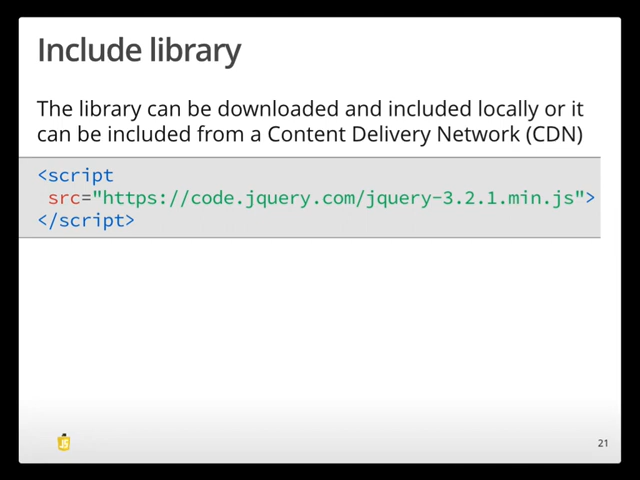 Include library
The library can be downloaded and included locally or it
can be included from a Content Delivery Network (CDN)
<script
src="https://code.jquery.com/jquery-3.2.1.min.js">
</script>
JS
21